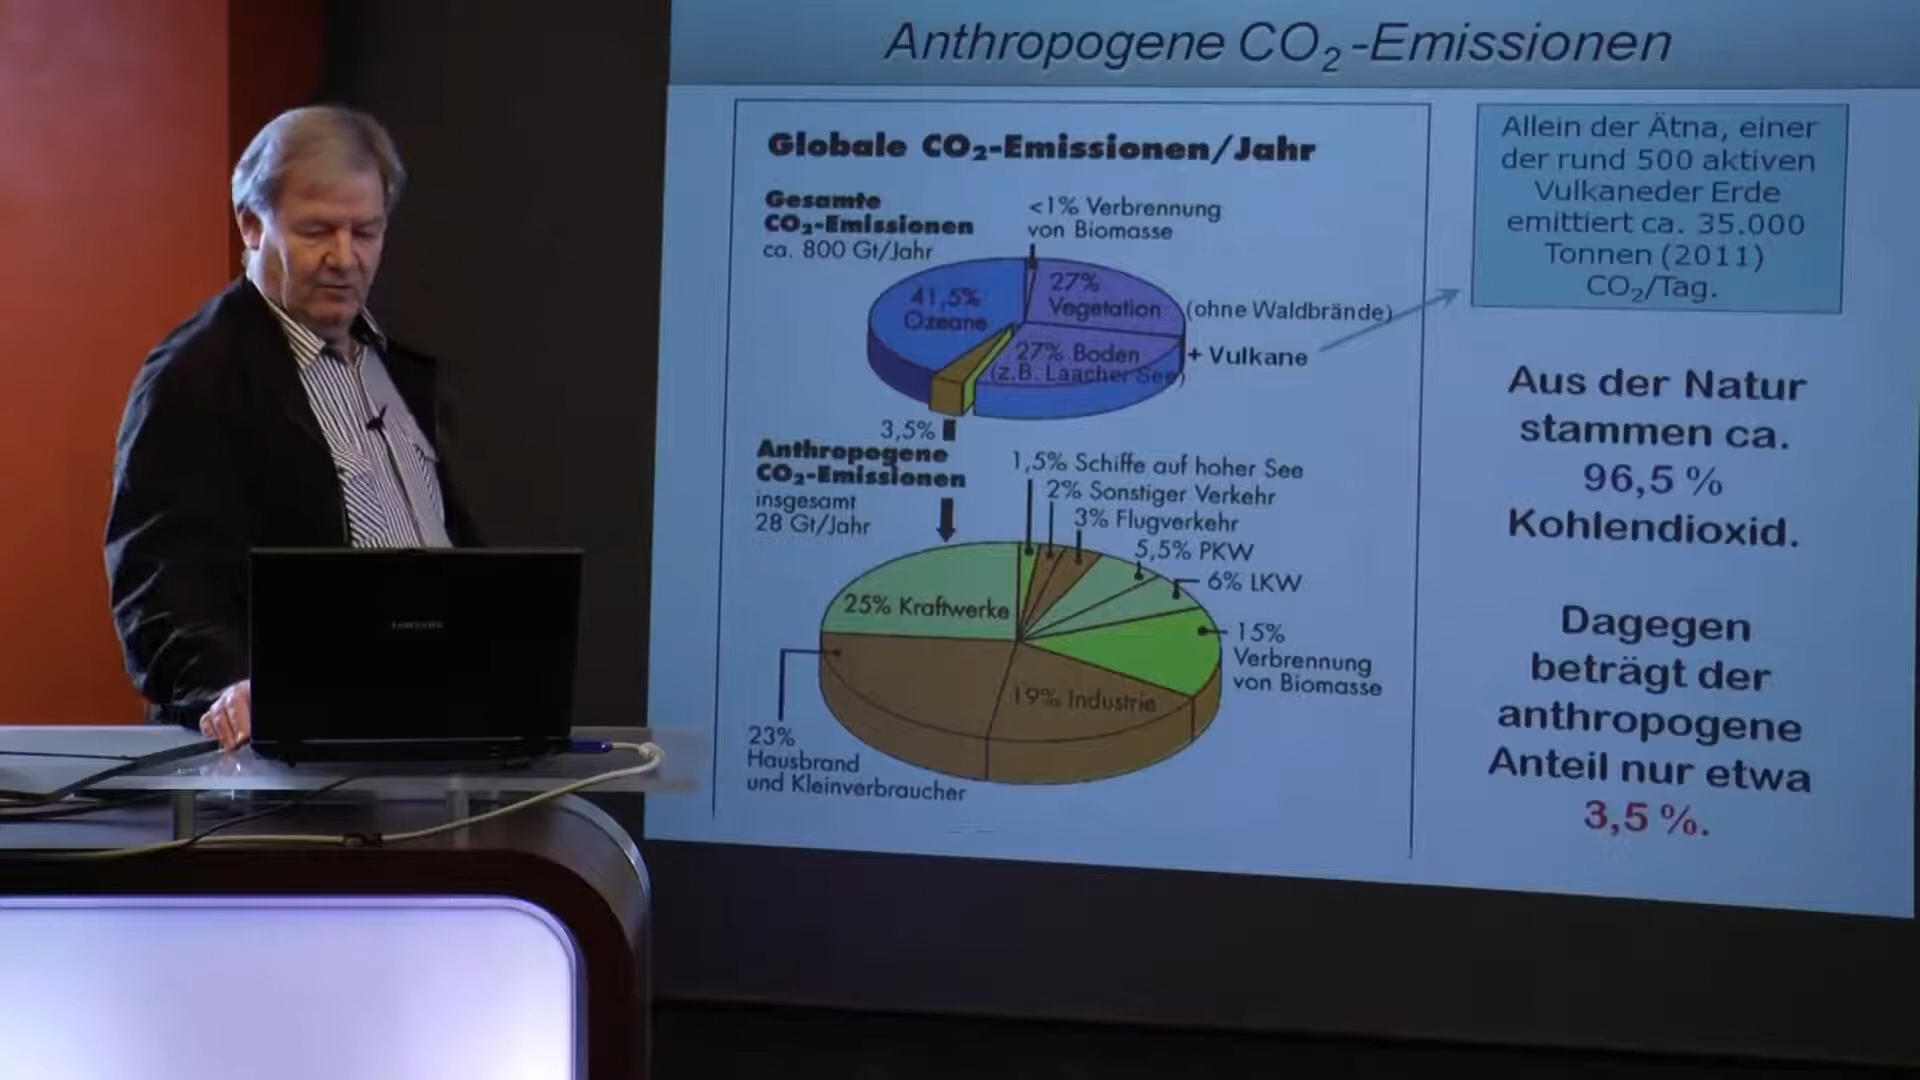 Anthropogene CO₂-Emissionen
Globale CO₂-Emissionen/Jahr
Gesamte
CO₂-Emissionen
ca. 800 Gt/Jahr
<1% Verbrennung
von Biomasse
41,5%
Ozeane
27%
Vegetation
(ohne Waldbrände)
27% Boden
(z.B. Laacher See)
+ Vulkane
3,5%
Anthropogene
CO₂-Emissionen
insgesamt
28 Gt/Jahr
1,5% Schiffe auf hoher See
2% Sonstiger Verkehr
3% Flugverkehr
5,5% PKW
6% LKW
25% Kraftwerke
15%
Verbrennung
von Biomasse
19% Industrie
23%
Hausbrand
und Kleinverbraucher
Allein der Ätna, einer
der rund 500 aktiven
Vulkaneder Erde
emittiert ca. 35.000
Tonnen (2011)
CO₂/Tag.
Aus der Natur
stammen ca.
96,5 %
Kohlendioxid.
Dagegen
beträgt der
anthropogene
Anteil nur etwa
3,5 %.
SAMSUNG